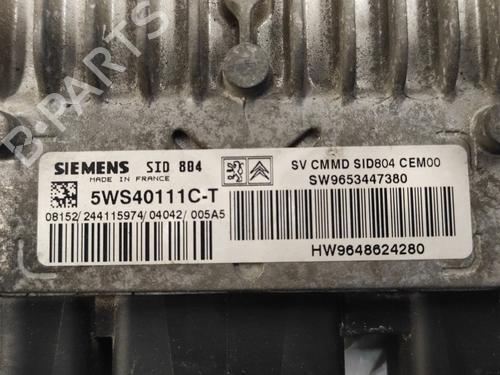 B-PARTS
SIEMENS SID 804
MADE IN FRANCE
5WS40111C-T
08152/244115974/04042/005A5
SV CMMD SID804 CEM00
SW9653447380
HW9648624280